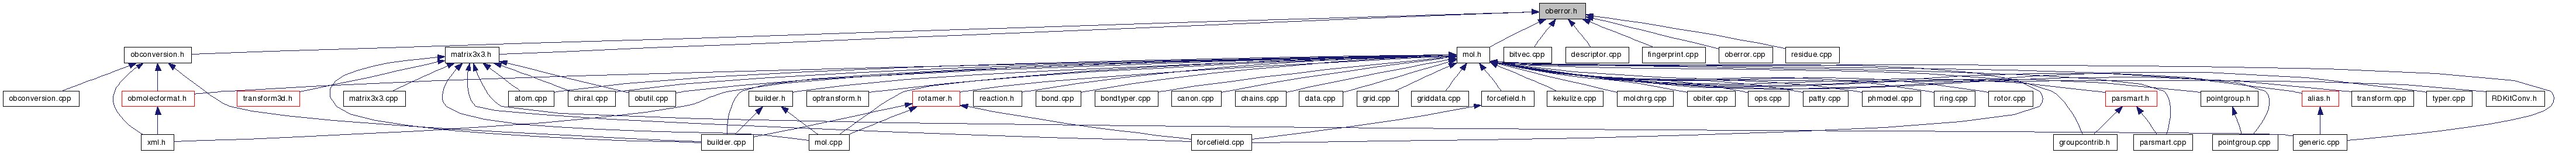 oberror.h
obconversion.h
matrix3x3.h
mol.h
bitvec.cpp
descriptor.cpp
fingerprint.cpp
oberror.cpp
residue.cpp
obconversion.cpp
obmolecformat.h
transform3d.h
matrix3x3.cpp
atom.cpp
chiral.cpp
obutil.cpp
builder.h
optransform.h
rotamer.h
reaction.h
bond.cpp
bondtyper.cpp
canon.cpp
chains.cpp
data.cpp
grid.cpp
griddata.cpp
forcefield.h
kekulize.cpp
molchrg.cpp
obiter.cpp
ops.cpp
patty.cpp
phmodel.cpp
ring.cpp
rotor.cpp
parsmart.h
pointgroup.h
alias.h
transform.cpp
typer.cpp
RDKitConv.h
xml.h
builder.cpp
mol.cpp
forcefield.cpp
groupcontrib.h
parsmart.cpp
pointgroup.cpp
generic.cpp